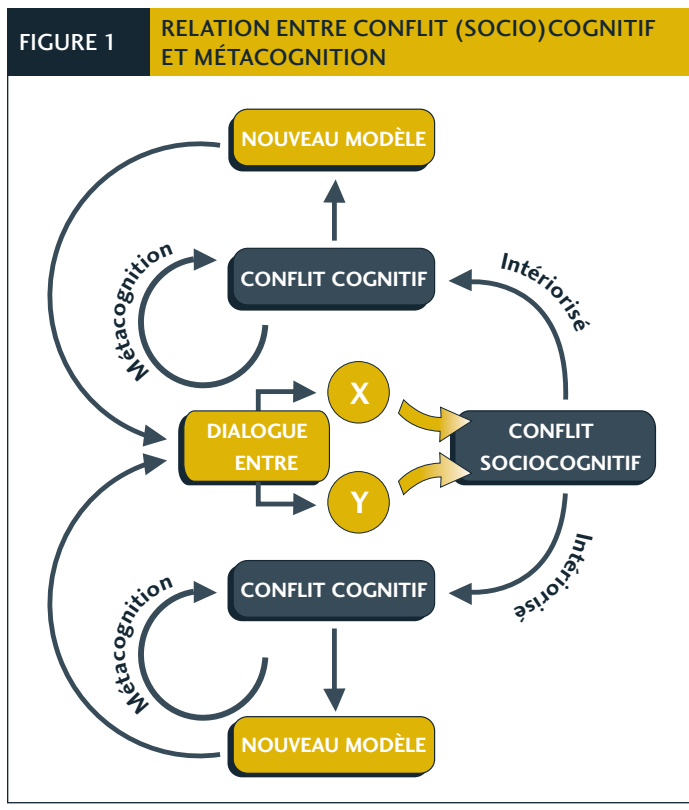 FIGURE 1
RELATION ENTRE CONFLIT (SOCIO)COGNITIF
ET MÉTACOGNITION
NOUVEAU MODÈLE
Métacognition
CONFLIT COGNITIF
Intériorisé
X
DIALOGUE
ENTRE
CONFLIT
SOCIOCOGNITIF
Y
Métacognition
CONFLIT COGNITIF
Intériorisé
NOUVEAU MODÈLE